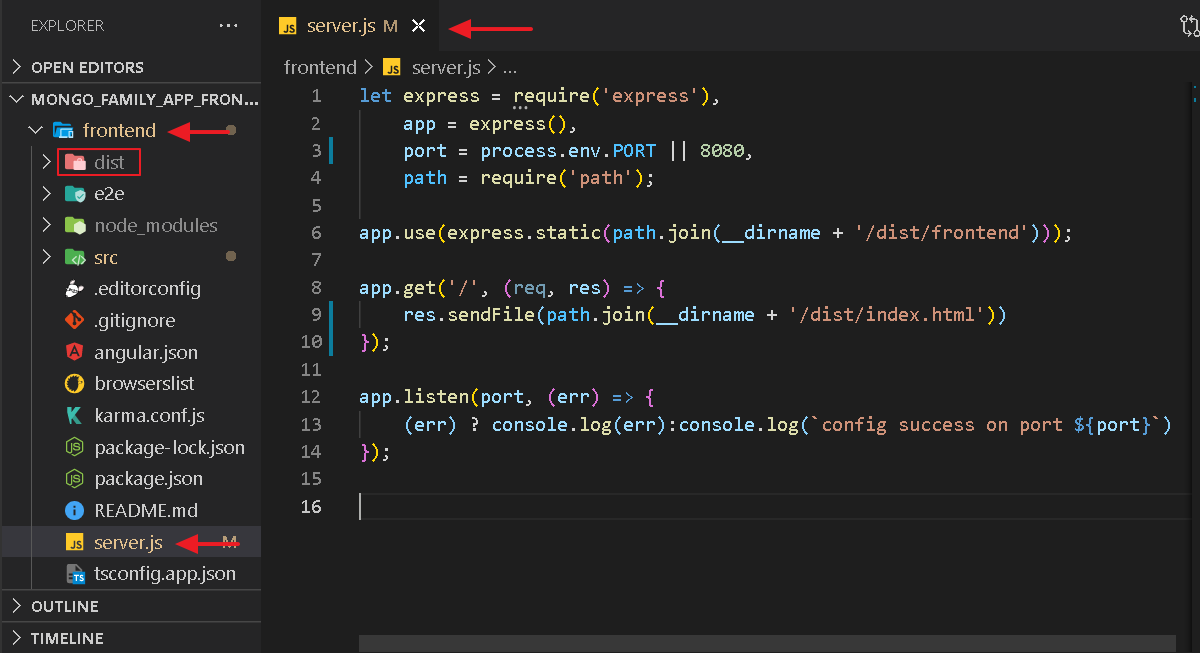 EXPLORER ...
OPEN EDITORS
MONGO_FAMILY_APP_FRON...
frontend
dist
e2e
node_modules
src
.editorconfig
.gitignore
angular.json
browserslist
karma.conf.js
package-lock.json
package.json
README.md
server.js M
tsconfig.app.json
OUTLINE
TIMELINE
JS server.js M
frontend > JS server.js > ...
1 let express = require('express'),
2     app = express(),
3     port = process.env.PORT || 8080,
4     path = require('path');
5
6 app.use(express.static(path.join(__dirname + '/dist/frontend')));
7
8 app.get('/', (req, res) => {
9     res.sendFile(path.join(__dirname + '/dist/index.html'))
10 });
11
12 app.listen(port, (err) => {
13     (err) ? console.log(err):console.log(`config success on port ${port}`)
14 });
15
16